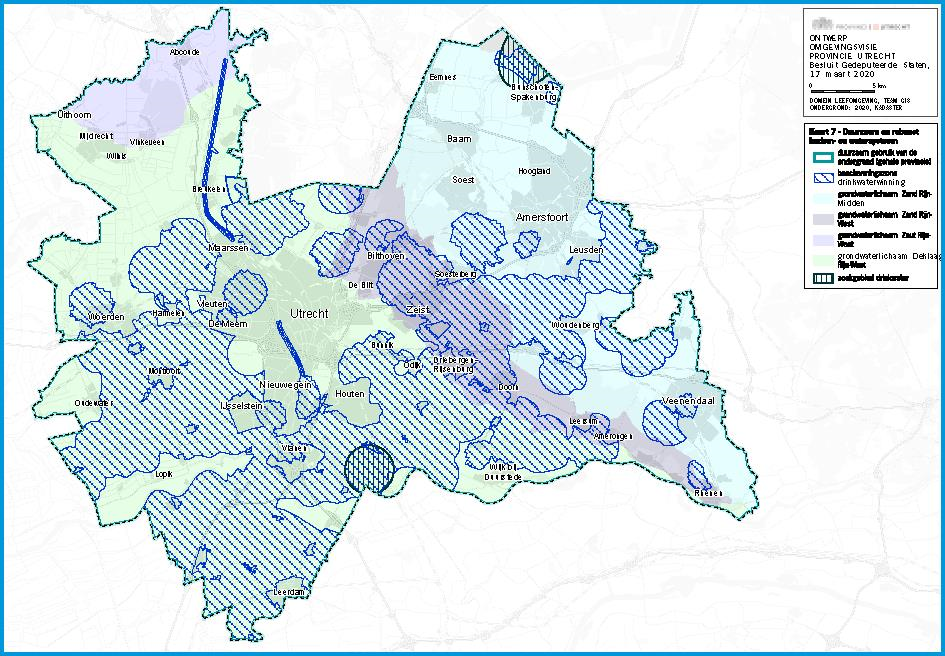 ONTWERP
OMGEVINGSVISIE
PROVINCIE UTRECHT
Besluit Gedeputeerde Staten,
17 maart 2020
0 5 km
DOMEIN LEEFOMGEVING, TEAM GIS
ONDERGROND: 2020, KADASTER
Kaart 7 - Duurzaam en robuust
bodem- en watersysteem
duurzaam gebruik van de
ondergrond (gehele provincie)
beschermingszone
drinkwaterwinning
grondwaterlichaam Zand Rijn-
Midden
grondwaterlichaam Zand Rijn-
West
grondwaterlichaam Zout Rijn-
West
grondwaterlichaam Deklaag
Rijn-West
zoekgebied drinkwater
Abcoude
Eemnes
Bunschoten-
Spakenburg
Uithoorn
Mijdrecht
Vinkeveen
Wilnis
Baarn
Hoogland
Soest
Breukelen
Amersfoort
Maarssen
Leusden
Bilthoven
Soesterberg
De Bilt
Vleuten
Zeist
Woerden
Harmelen
De Meern
Utrecht
Woudenberg
Bunnik
Odijk
Driebergen-
Rijsenburg
Montfoort
Nieuwegein
Doorn
Houten
Oudewater
IJsselstein
Veenendaal
Leersum
Amerongen
Vianen
Lopik
Wijk bij
Duurstede
Rhenen
Leerdam